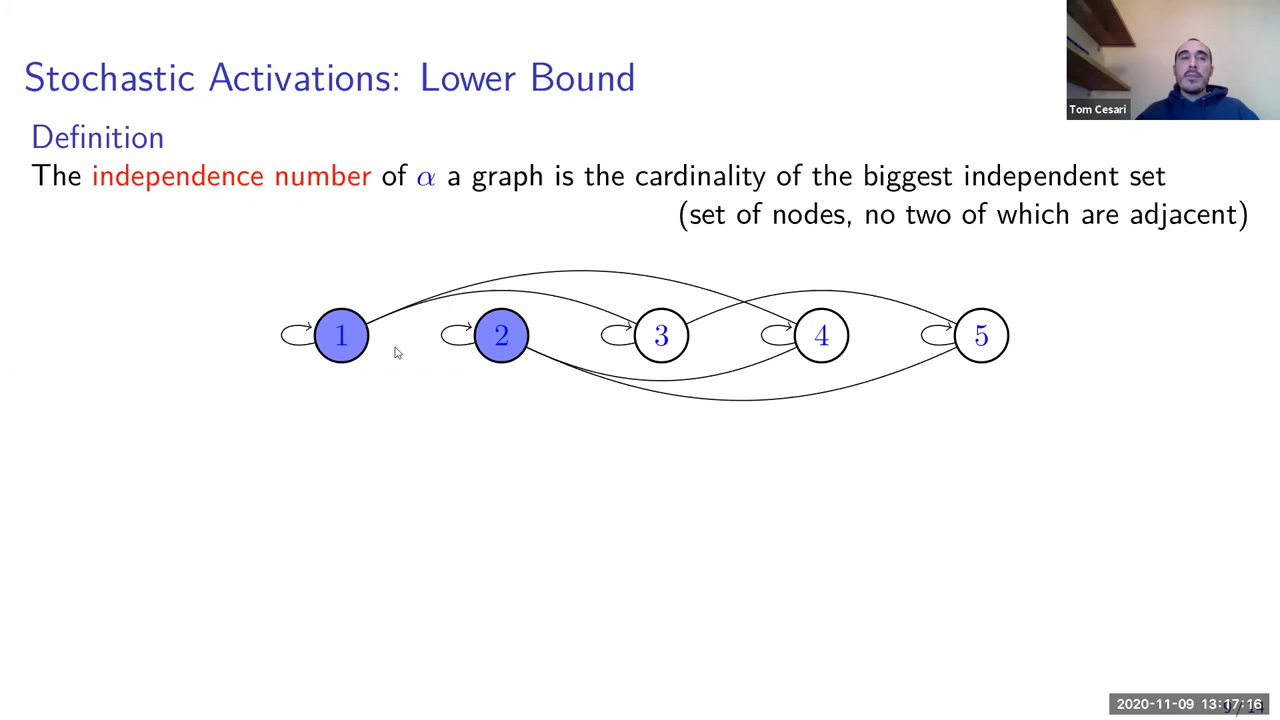 Stochastic Activations: Lower Bound
Tom Cesari
Definition
The independence number of α a graph is the cardinality of the biggest independent set
(set of nodes, no two of which are adjacent)
1 2 3 4 5
2020-11-09 13:17:16